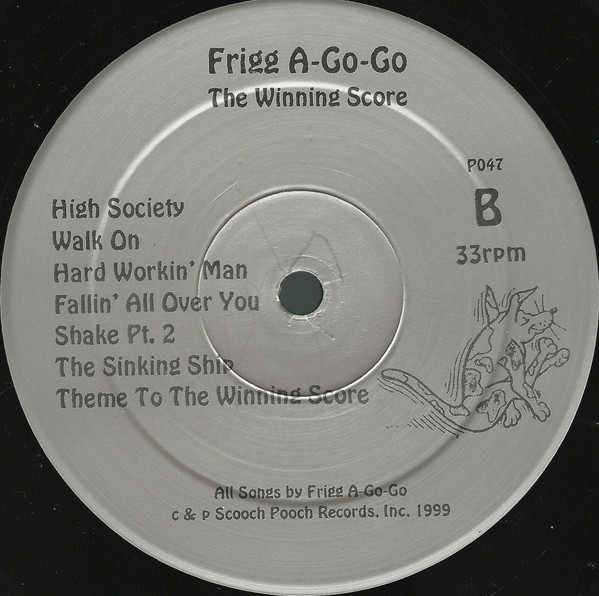 Frigg A-Go-Go
The Winning Score
P047
B
33rpm
High Society
Walk On
Hard Workin' Man
Fallin' All Over You
Shake Pt. 2
The Sinking Ship
Theme To The Winning Score
All Songs by Frigg A-Go-Go
c & p Scooch Pooch Records, Inc. 1999